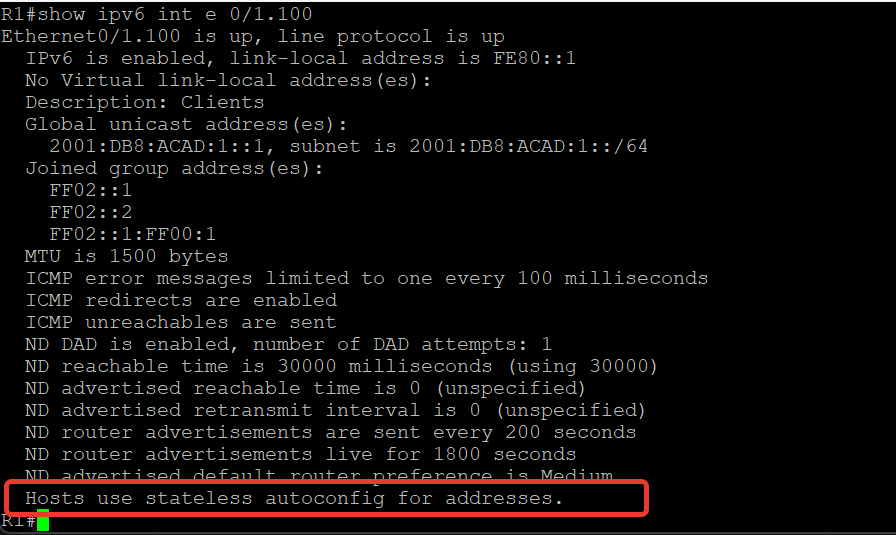 R1#show ipv6 int e 0/1.100
Ethernet0/1.100 is up, line protocol is up
  IPv6 is enabled, link-local address is FE80::1
  No Virtual link-local address(es):
  Description: Clients
  Global unicast address(es):
    2001:DB8:ACAD:1::1, subnet is 2001:DB8:ACAD:1::/64
  Joined group address(es):
    FF02::1
    FF02::2
    FF02::1:FF00:1
  MTU is 1500 bytes
  ICMP error messages limited to one every 100 milliseconds
  ICMP redirects are enabled
  ICMP unreachables are sent
  ND DAD is enabled, number of DAD attempts: 1
  ND reachable time is 30000 milliseconds (using 30000)
  ND advertised reachable time is 0 (unspecified)
  ND advertised retransmit interval is 0 (unspecified)
  ND router advertisements are sent every 200 seconds
  ND router advertisements live for 1800 seconds
  ND advertised default router preference is Medium
  Hosts use stateless autoconfig for addresses.
R1#